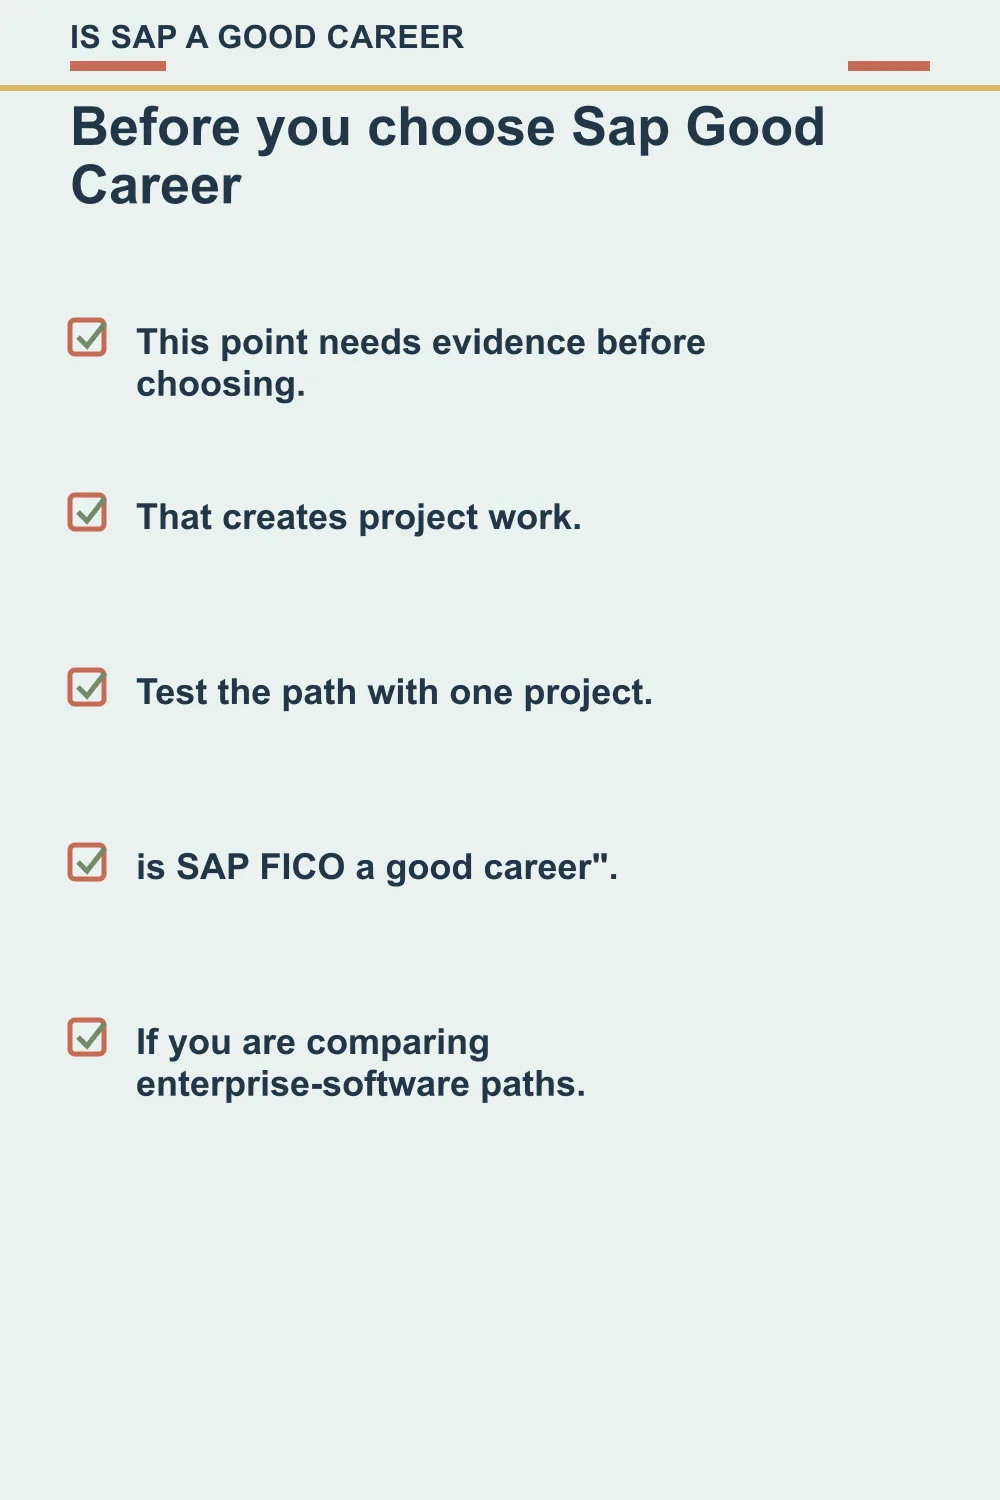 IS SAP A GOOD CAREER
Before you choose Sap Good
Career
This point needs evidence before
choosing.
That creates project work.
Test the path with one project.
is SAP FICO a good career".
If you are comparing
enterprise-software paths.